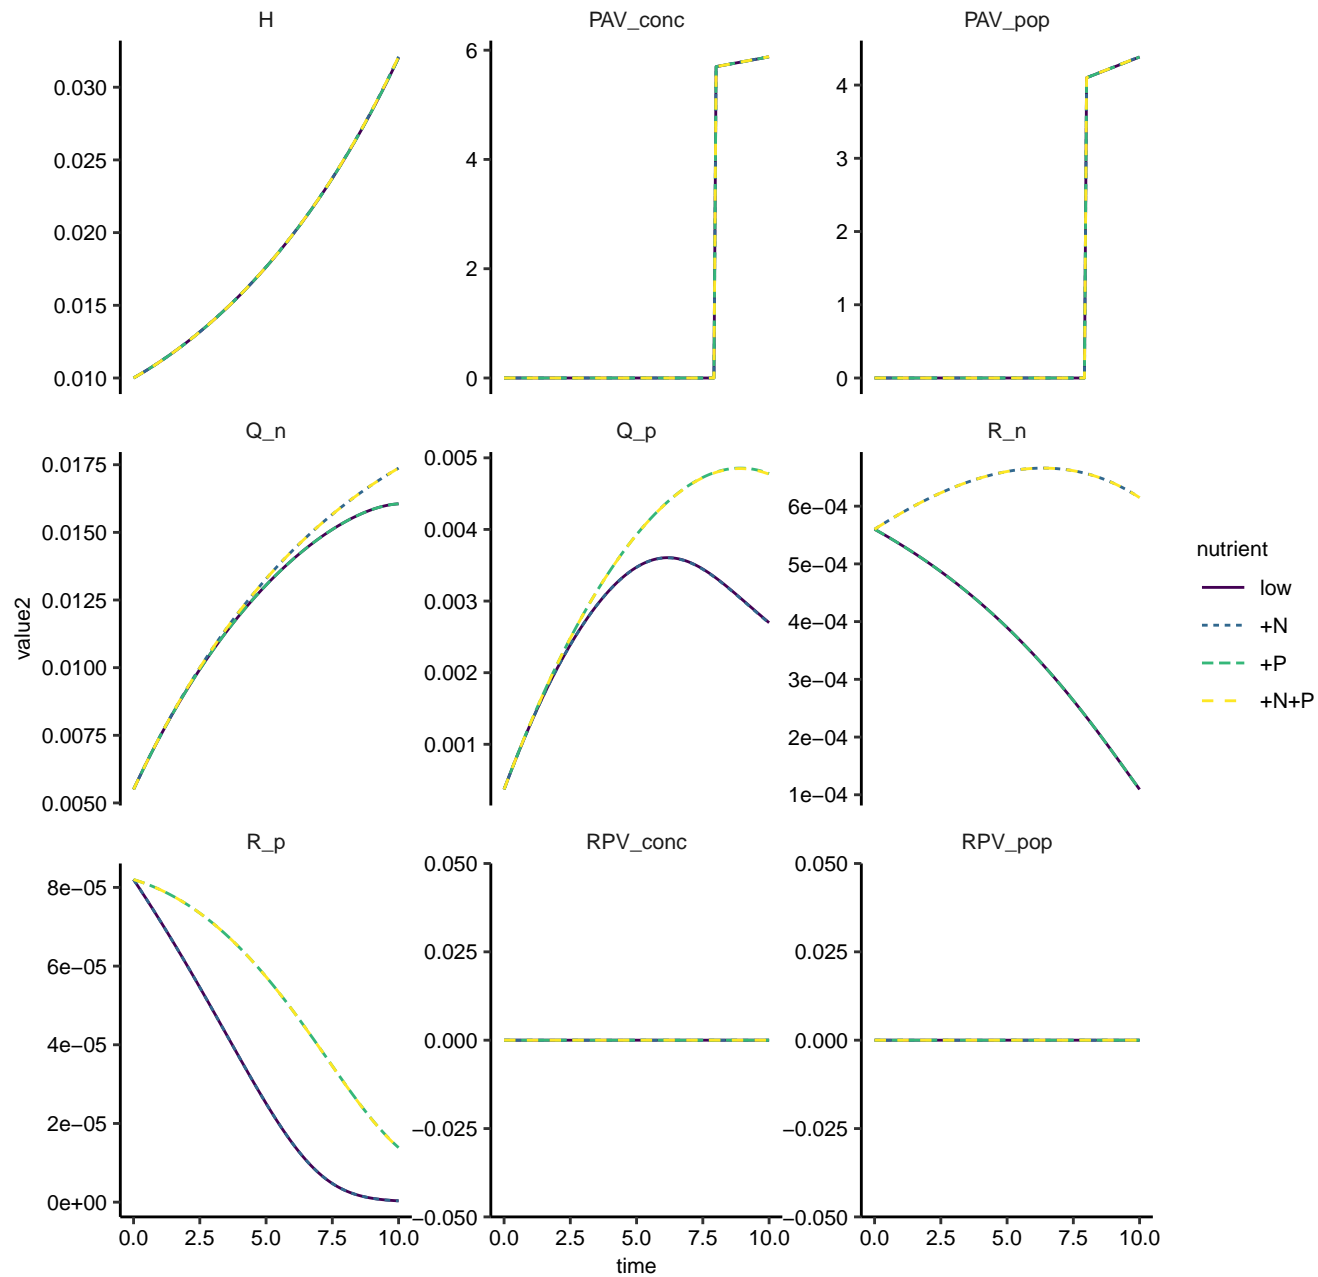 H
PAV_conc
PAV_pop
0.030
0.025
0.020
0.015
0.010
6
4
2
0
4
3
2
1
0
Q_n
Q_p
R_n
0.0175
0.0150
0.0125
0.0100
0.0075
0.0050
0.005
0.004
0.003
0.002
0.001
6e−04
5e−04
4e−04
3e−04
2e−04
1e−04
value2
nutrient
low
+N
+P
+N+P
R_p
RPV_conc
RPV_pop
8e−05
6e−05
4e−05
2e−05
0e+00
0.050
0.025
0.000
−0.025
−0.050
0.050
0.025
0.000
−0.025
−0.050
0.0 2.5 5.0 7.5 10.0
0.0 2.5 5.0 7.5 10.0
0.0 2.5 5.0 7.5 10.0
time